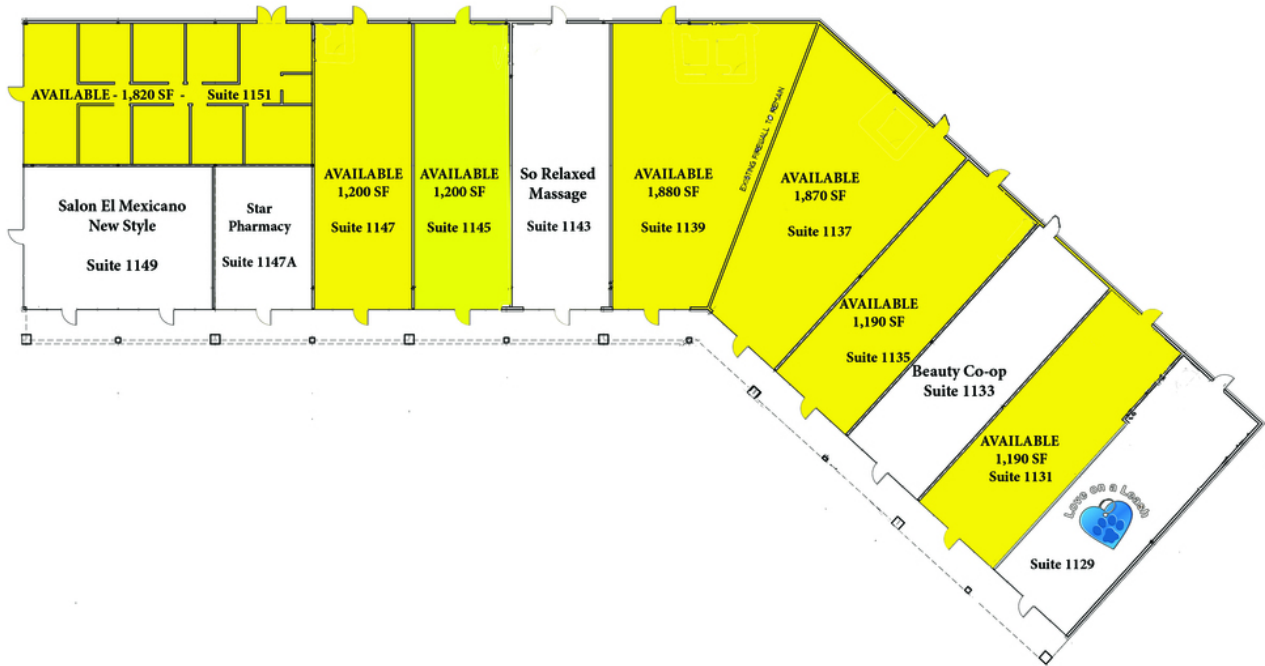 AVAILABLE - 1,820 SF - Suite 1151
Salon El Mexicano
New Style
Suite 1149
Star
Pharmacy
Suite 1147A
AVAILABLE
1,200 SF
Suite 1147
AVAILABLE
1,200 SF
Suite 1145
So Relaxed
Massage
Suite 1143
AVAILABLE
1,880 SF
Suite 1139
EXISTING FIREWALL TO REMAIN
AVAILABLE
1,870 SF
Suite 1137
AVAILABLE
1,190 SF
Suite 1135
Beauty Co-op
Suite 1133
AVAILABLE
1,190 SF
Suite 1131
Love on a Leash
Suite 1129